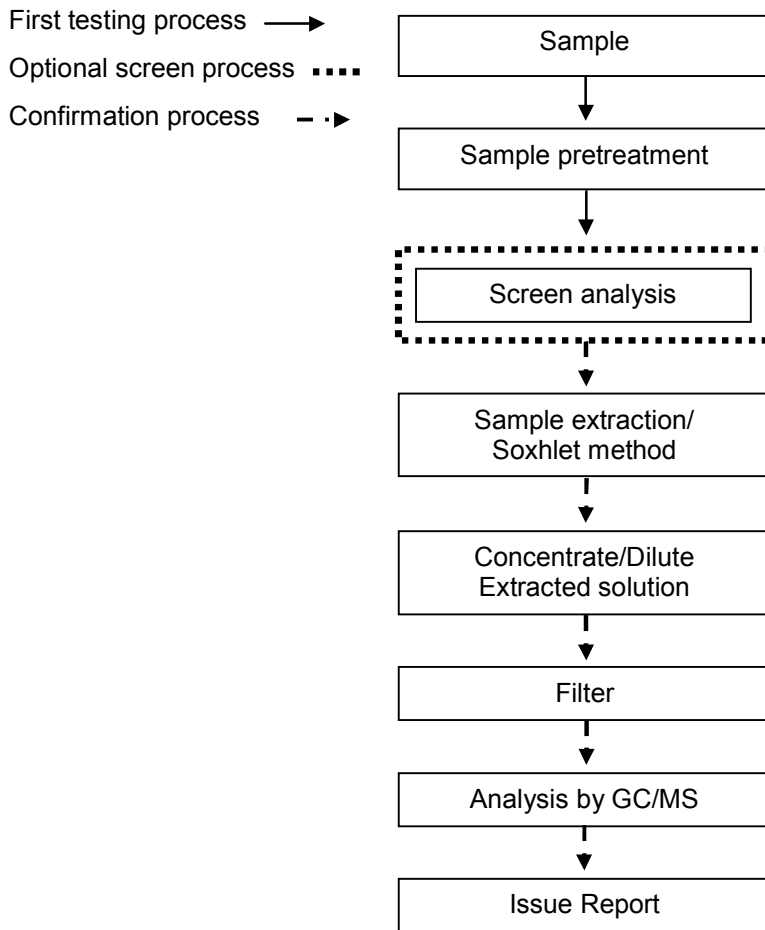 First testing process
Optional screen process
Confirmation process
Sample
Sample pretreatment
Screen analysis
Sample extraction/
Soxhlet method
Concentrate/Dilute
Extracted solution
Filter
Analysis by GC/MS
Issue Report